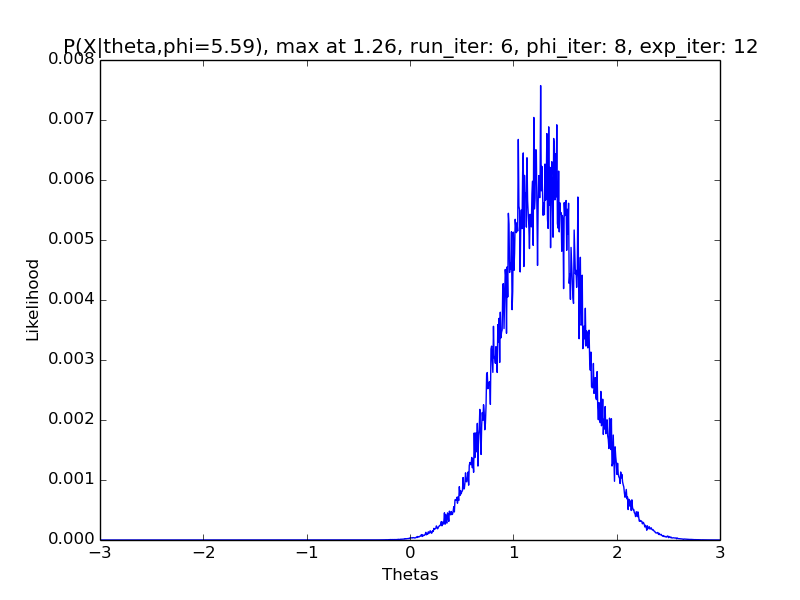 P(X|theta,phi=5.59), max at 1.26, run_iter: 6, phi_iter: 8, exp_iter: 12
0.008
0.007
0.006
0.005
0.004
0.003
0.002
0.001
0.000
Likelihood
−3 −2 −1 0 1 2 3
Thetas